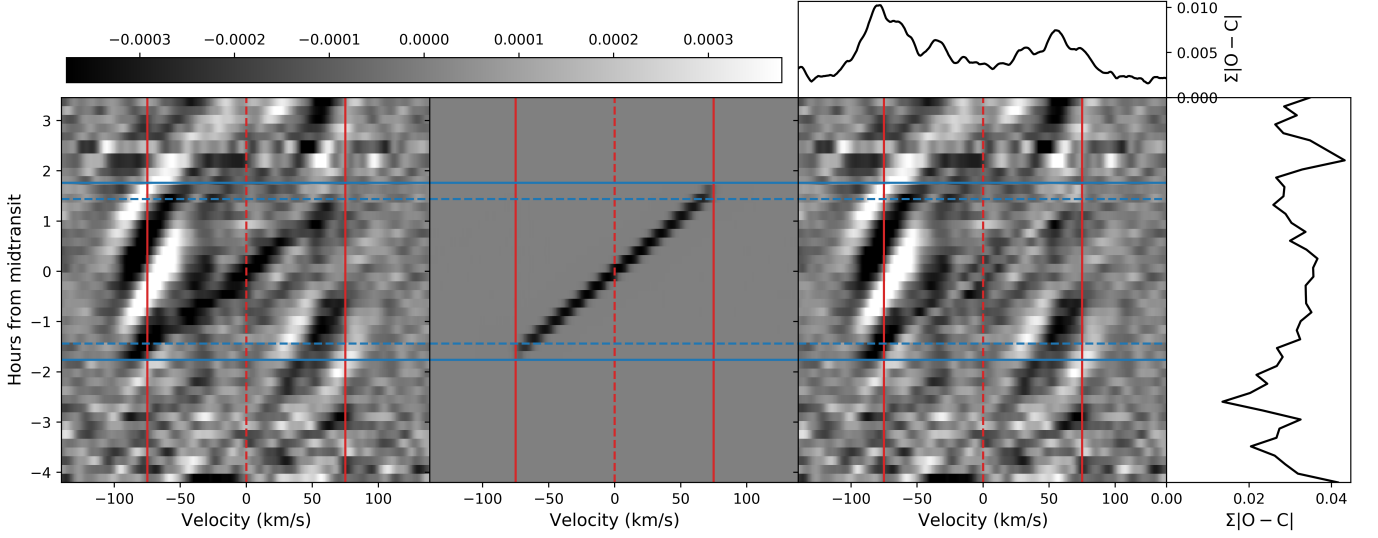 −0.0003 −0.0002 −0.0001 0.0000 0.0001 0.0002 0.0003
0.010
0.005
0.000
Σ|O − C|
3
2
1
0
−1
−2
−3
−4
Hours from midtransit
−100 −50 0 50 100
−100 −50 0 50 100
−100 −50 0 50 100
0.00 0.02 0.04
Velocity (km/s)
Velocity (km/s)
Velocity (km/s)
Σ|O − C|